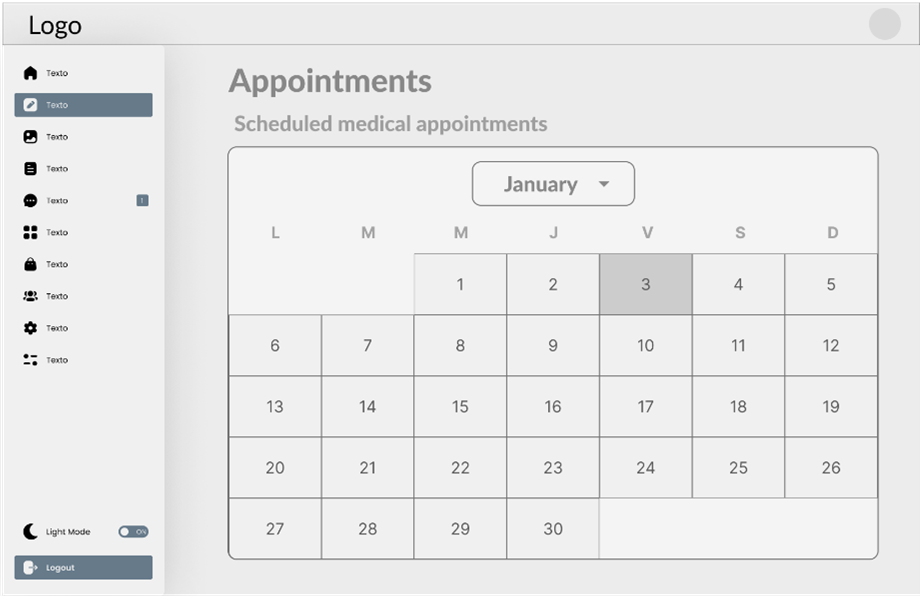 Logo
Texto
Texto
Texto
Texto
Texto 1
Texto
Texto
Texto
Texto
Texto
Light Mode ON
Logout
Appointments
Scheduled medical appointments
January
L M M J V S D
1 2 3 4 5
6 7 8 9 10 11 12
13 14 15 16 17 18 19
20 21 22 23 24 25 26
27 28 29 30